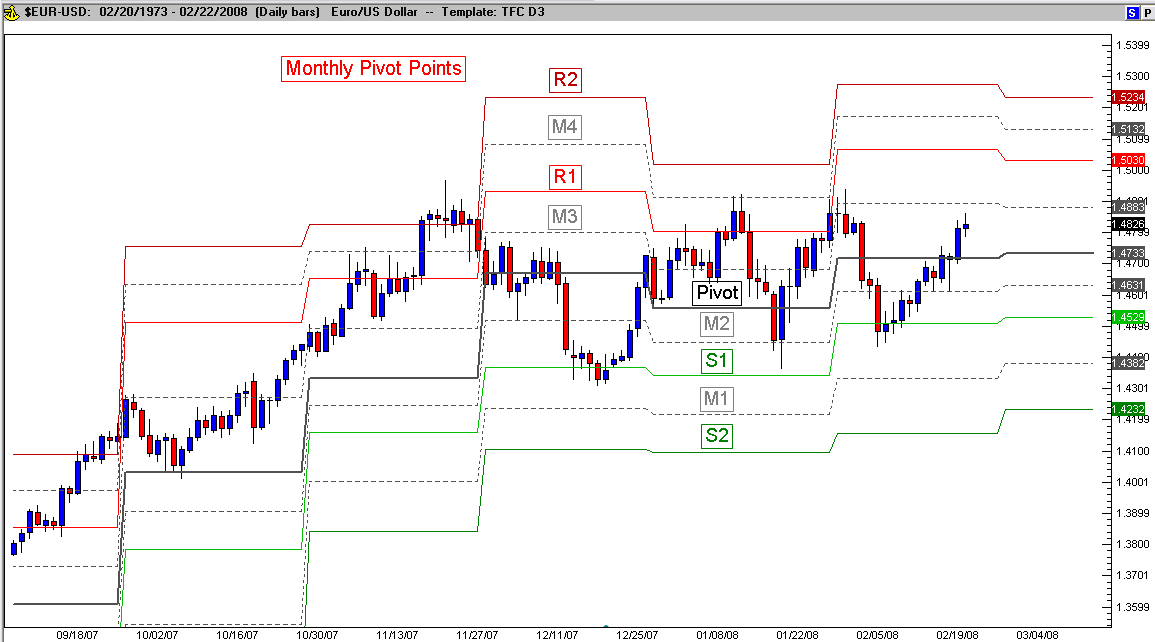 $EUR-USD: 02/20/1973 - 02/22/2008 (Daily bars) Euro/US Dollar -- Template: TFC D3
S P
Monthly Pivot Points
R2
M4
R1
M3
Pivot
M2
S1
M1
S2
1.5399
1.5300
1.5234
1.5201
1.5132
1.5099
1.5030
1.5000
1.4883
1.4826
1.4799
1.4700
1.4631
1.4601
1.4529
1.4499
1.4382
1.4301
1.4232
1.4199
1.4100
1.4001
1.3899
1.3800
1.3701
1.3599
09/18/07 10/02/07 10/16/07 10/30/07 11/13/07 11/27/07 12/11/07 12/25/07 01/08/08 01/22/08 02/05/08 02/19/08 03/04/08